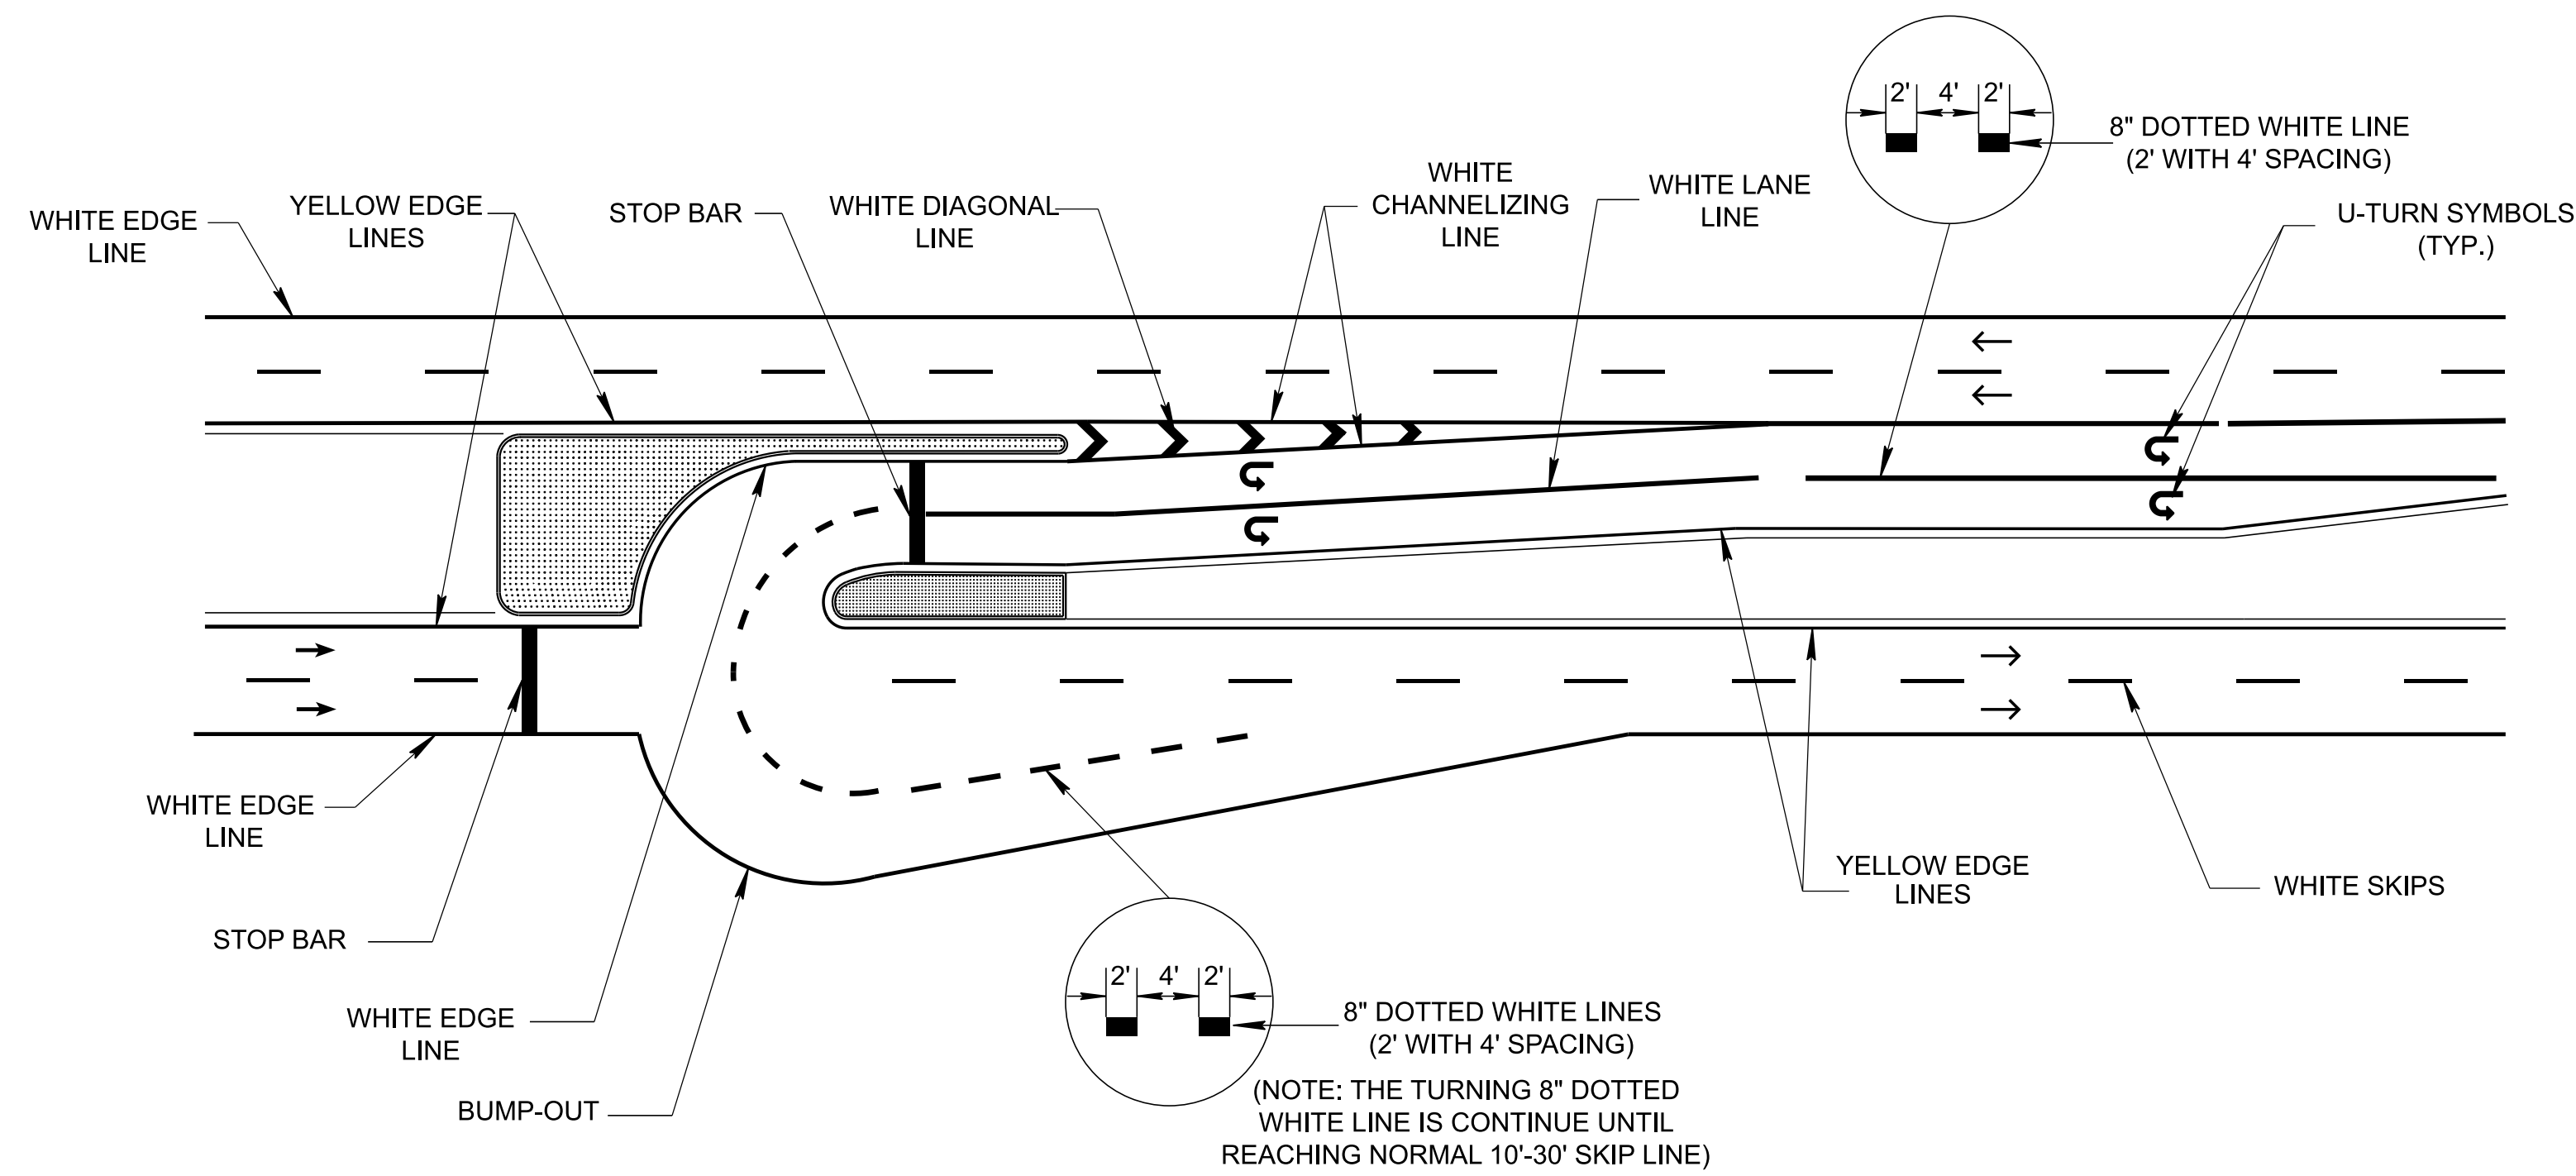 2' 4' 2'
8" DOTTED WHITE LINE
(2' WITH 4' SPACING)
WHITE EDGE
LINE
YELLOW EDGE
LINES
STOP BAR
WHITE DIAGONAL
LINE
WHITE
CHANNELIZING
LINE
WHITE LANE
LINE
U-TURN SYMBOLS
(TYP.)
WHITE EDGE
LINE
YELLOW EDGE
LINES
WHITE SKIPS
STOP BAR
WHITE EDGE
LINE
BUMP-OUT
2' 4' 2'
8" DOTTED WHITE LINES
(2' WITH 4' SPACING)
(NOTE: THE TURNING 8" DOTTED
WHITE LINE IS CONTINUE UNTIL
REACHING NORMAL 10'-30' SKIP LINE)